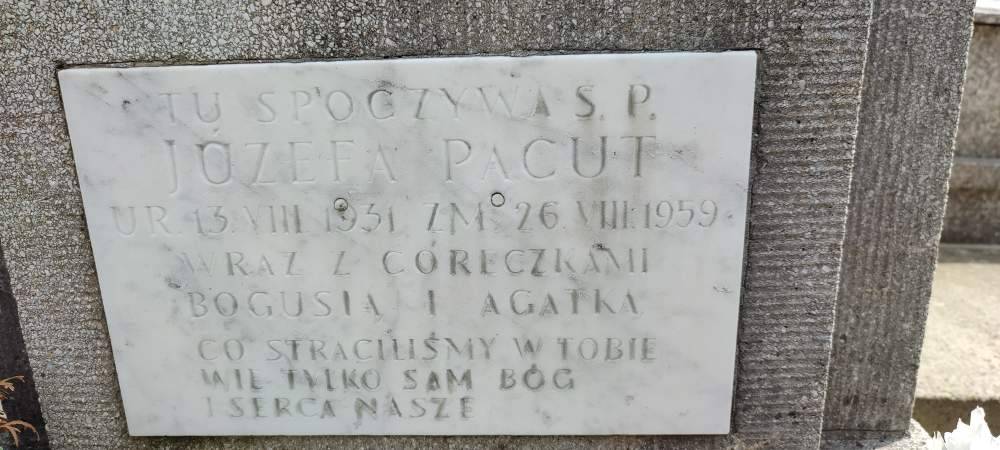 TU SPOCZYWA Ś. P.
JÓZEFA PACUT
UR. 13. VIII. 1931. ZM. 26. VIII. 1959
WRAZ Z CÓRECZKAMI
BOGUSIĄ I AGATKĄ
CO STRACILIŚMY W TOBIE
WIE TYLKO SAM BÓG
I SERCA NASZE